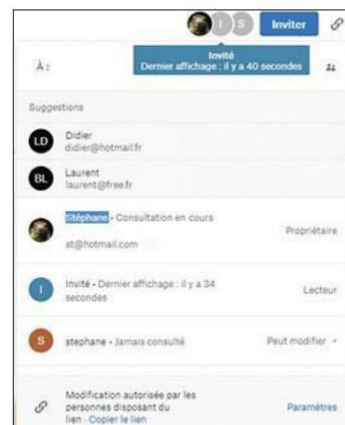 I S Inviter
Invité
Dernier affichage : il y a 40 secondes
À :
Suggestions
LD
Didier
didier@hotmail.fr
BL
Laurent
laurent@free.fr
Stéphane • Consultation en cours
Propriétaire
st@hotmail.com
I
Invité • Dernier affichage : il y a 34
secondes
Lecteur
S
stephane • Jamais consulté
Peut modifier
Modification autorisée par les
personnes disposant du
lien • Copier le lien
Paramètres